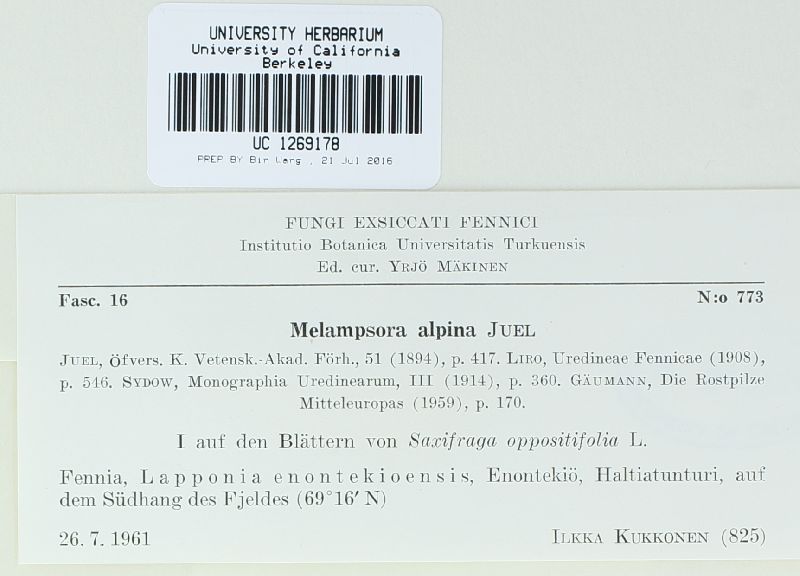 UNIVERSITY HERBARIUM
University of California
Berkeley
UC 1269178
PREP BY Bir Warg , 21 Jul 2016
FUNGI EXSICCATI FENNICI
Institutio Botanica Universitatis Turkuensis
Ed. cur. YRJÖ MÄKINEN
Fasc. 16 N:o 773
Melampsora alpina JUEL
JUEL, Öfvers. K. Vetensk.-Akad. Förh., 51 (1894), p. 417. LIRO, Uredineae Fennicae (1908),
p. 546. SYDOW, Monographia Uredinearum, III (1914), p. 360. GÄUMANN, Die Rostpilze
Mitteleuropas (1959), p. 170.
I auf den Blättern von Saxifraga oppositifolia L.
Fennia, Lapponia enontekioensis, Enontekiö, Haltiatunturi, auf
dem Südhang des Fjeldes (69°16′ N)
26. 7. 1961 ILKKA KUKKONEN (825)